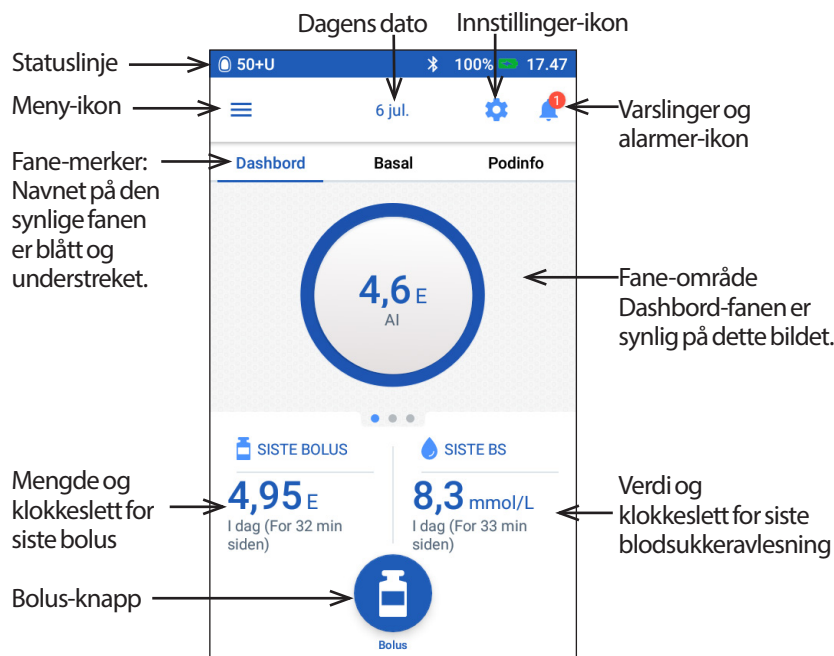 Dagens dato
Innstillinger-ikon
Statuslinje
50+U
100%
17.47
Meny-ikon
6 jul.
1
Varslinger og
alarmer-ikon
Fane-merker:
Navnet på den
synlige fanen
er blått og
understreket.
Dashbord
Basal
Podinfo
4,6 E
AI
Fane-område
Dashbord-fanen er
synlig på dette bildet.
SISTE BOLUS
SISTE BS
Mengde og
klokkeslett for
siste bolus
4,95 E
I dag (For 32 min
siden)
8,3 mmol/L
I dag (For 33 min
siden)
Verdi og
klokkeslett for siste
blodsukkeravlesning
Bolus-knapp
Bolus